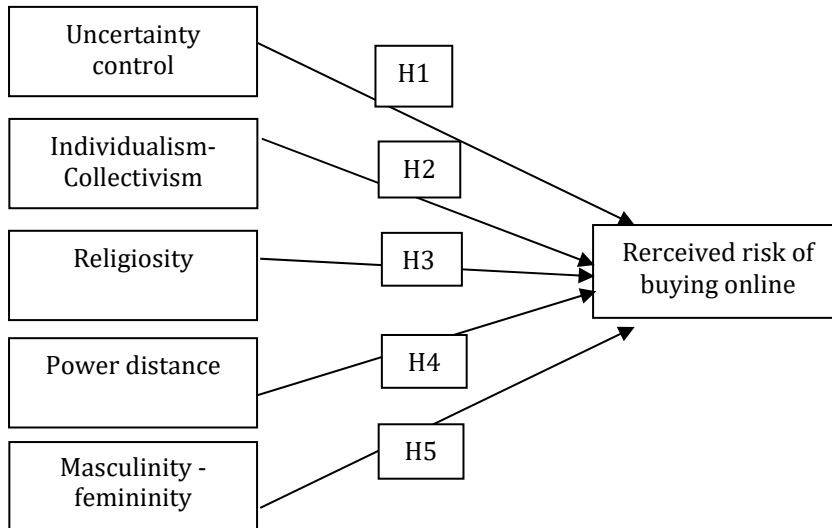 Uncertainty
control
H1
Individualism-
Collectivism
H2
Religiosity
H3
Rerceived risk of
buying online
Power distance
H4
Masculinity -
femininity
H5